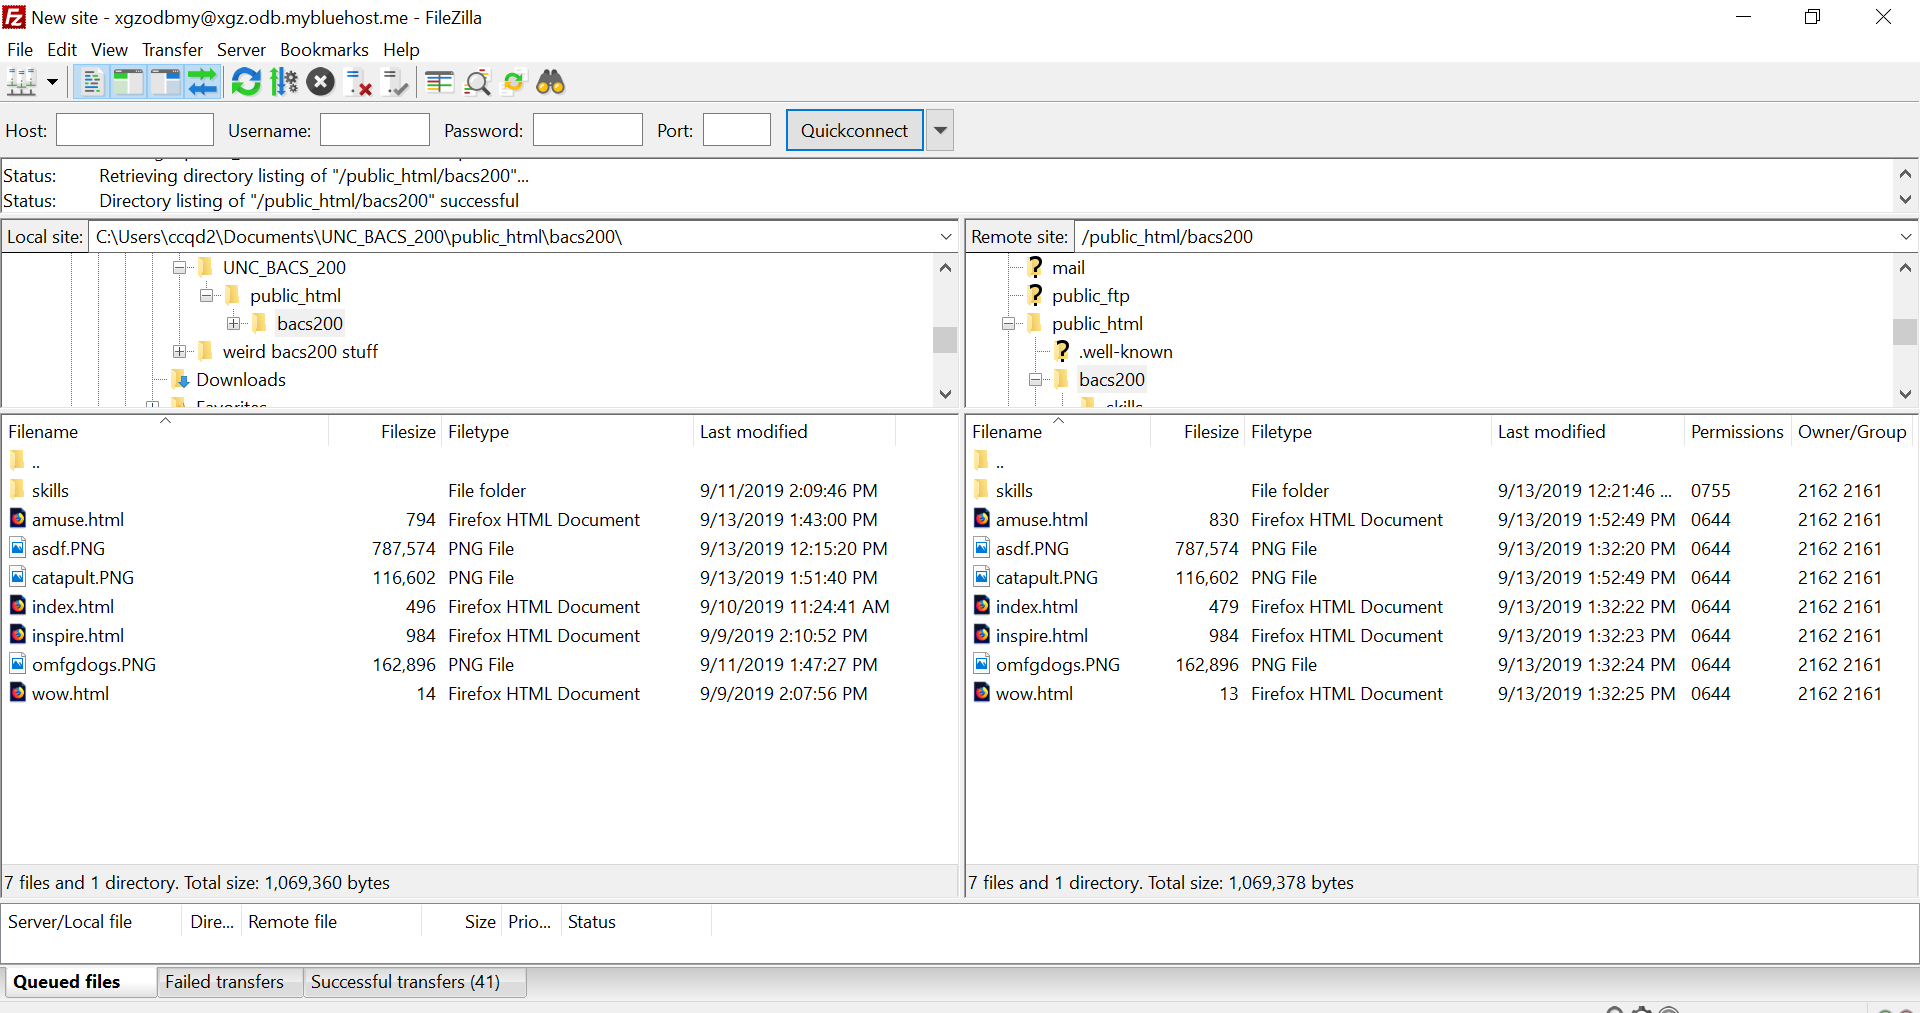 New site - xgzodbmy@xgz.odb.mybluehost.me - FileZilla
File Edit View Transfer Server Bookmarks Help
Host: Username: Password: Port: Quickconnect
Status: Retrieving directory listing of "/public_html/bacs200"...
Status: Directory listing of "/public_html/bacs200" successful
Local site: C:\Users\ccqd2\Documents\UNC_BACS_200\public_html\bacs200\
UNC_BACS_200
public_html
bacs200
weird bacs200 stuff
Downloads
Favorites
Remote site: /public_html/bacs200
mail
public_ftp
public_html
.well-known
bacs200
skills
Filename Filesize Filetype Last modified
..
skills File folder 9/11/2019 2:09:46 PM
amuse.html 794 Firefox HTML Document 9/13/2019 1:43:00 PM
asdf.PNG 787,574 PNG File 9/13/2019 12:15:20 PM
catapult.PNG 116,602 PNG File 9/13/2019 1:51:40 PM
index.html 496 Firefox HTML Document 9/10/2019 11:24:41 AM
inspire.html 984 Firefox HTML Document 9/9/2019 2:10:52 PM
omfgdogs.PNG 162,896 PNG File 9/11/2019 1:47:27 PM
wow.html 14 Firefox HTML Document 9/9/2019 2:07:56 PM
7 files and 1 directory. Total size: 1,069,360 bytes
Filename Filesize Filetype Last modified Permissions Owner/Group
..
skills File folder 9/13/2019 12:21:46 ... 0755 2162 2161
amuse.html 830 Firefox HTML Document 9/13/2019 1:52:49 PM 0644 2162 2161
asdf.PNG 787,574 PNG File 9/13/2019 1:32:20 PM 0644 2162 2161
catapult.PNG 116,602 PNG File 9/13/2019 1:52:49 PM 0644 2162 2161
index.html 479 Firefox HTML Document 9/13/2019 1:32:22 PM 0644 2162 2161
inspire.html 984 Firefox HTML Document 9/13/2019 1:32:23 PM 0644 2162 2161
omfgdogs.PNG 162,896 PNG File 9/13/2019 1:32:24 PM 0644 2162 2161
wow.html 13 Firefox HTML Document 9/13/2019 1:32:25 PM 0644 2162 2161
7 files and 1 directory. Total size: 1,069,378 bytes
Server/Local file Dire... Remote file Size Prio... Status
Queued files Failed transfers Successful transfers (41)